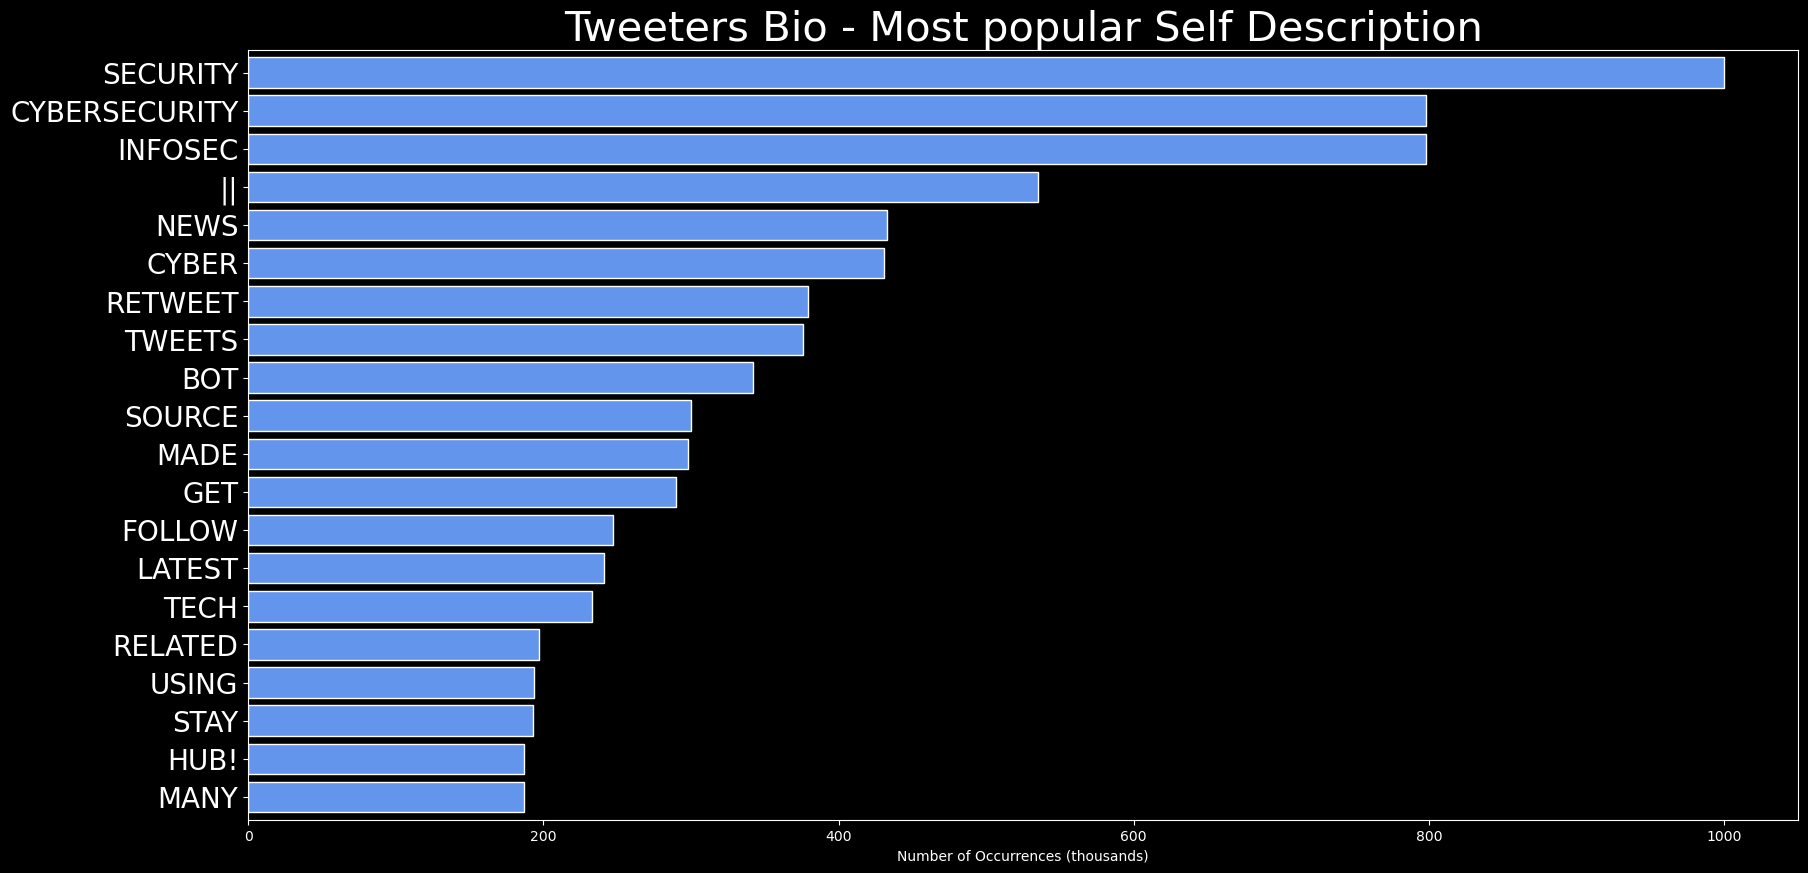 Tweeters Bio - Most popular Self Description
SECURITY
CYBERSECURITY
INFOSEC
||
NEWS
CYBER
RETWEET
TWEETS
BOT
SOURCE
MADE
GET
FOLLOW
LATEST
TECH
RELATED
USING
STAY
HUB!
MANY
0 200 400 600 800 1000
Number of Occurrences (thousands)